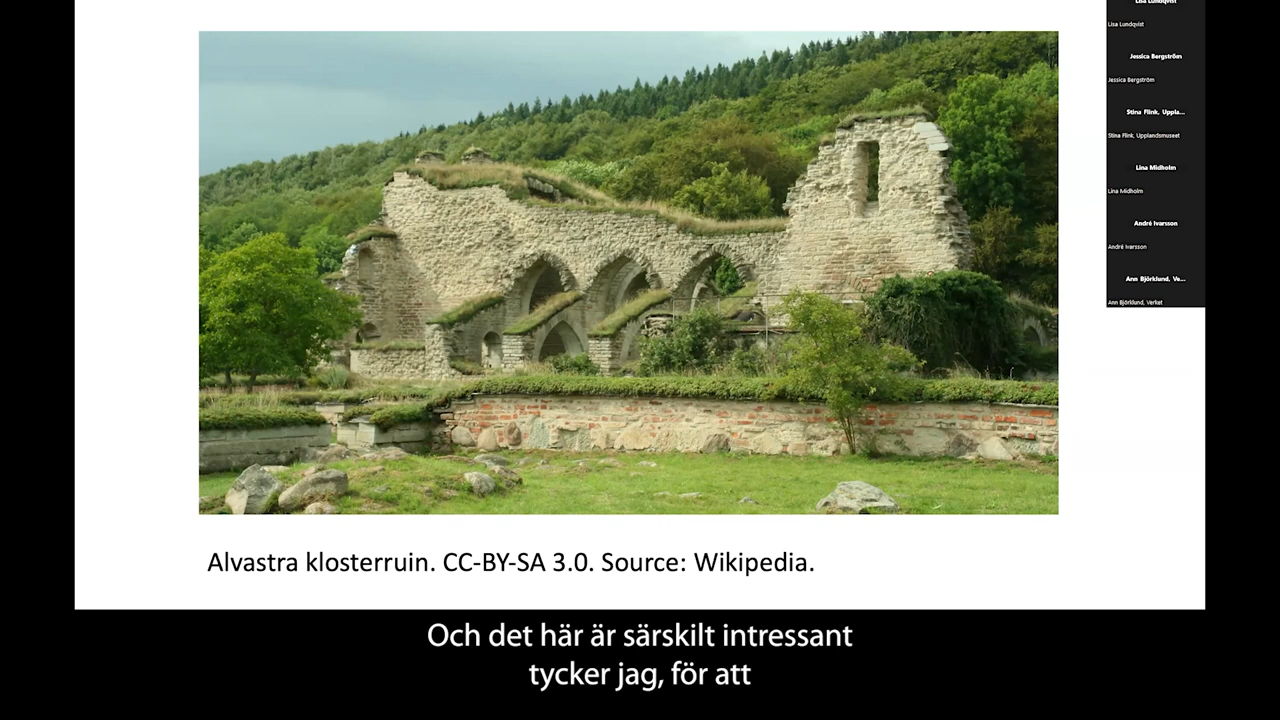 Lisa Lundqvist
Lisa Lundqvist
Jessica Bergström
Jessica Bergström
Stina Flink, Uppla...
Stina Flink, Upplandsmuseet
Lina Midholm
Lina Midholm
André Ivarsson
André Ivarsson
Ann Björklund, Ve...
Ann Björklund, Verket
Alvastra klosterruin. CC-BY-SA 3.0. Source: Wikipedia.
Och det här är särskilt intressant
tycker jag, för att